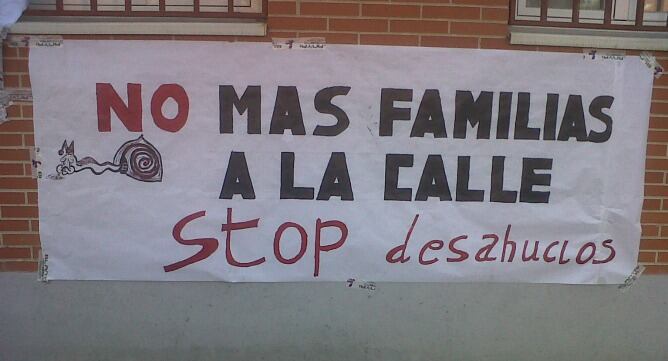 NO MAS FAMILIAS
A LA CALLE
Stop desahucios